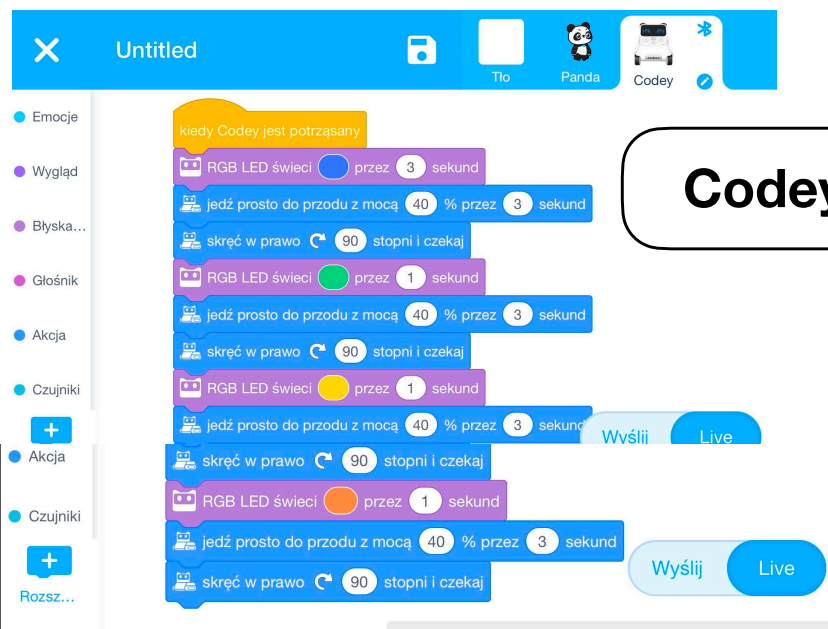 Untitled
Tło
Panda
Codey
Emocje
Wygląd
Błyska...
Głośnik
Akcja
Czujniki
kiedy Codey jest potrząsany
RGB LED świeci przez 3 sekund
jedź prosto do przodu z mocą 40 % przez 3 sekund
skręć w prawo 90 stopni i czekaj
RGB LED świeci przez 1 sekund
jedź prosto do przodu z mocą 40 % przez 3 sekund
skręć w prawo 90 stopni i czekaj
RGB LED świeci przez 1 sekund
jedź prosto do przodu z mocą 40 % przez 3 sekund
Codey
Wyślij Live
Akcja
Czujniki
Rozsz...
skręć w prawo 90 stopni i czekaj
RGB LED świeci przez 1 sekund
jedź prosto do przodu z mocą 40 % przez 3 sekund
skręć w prawo 90 stopni i czekaj
Wyślij Live